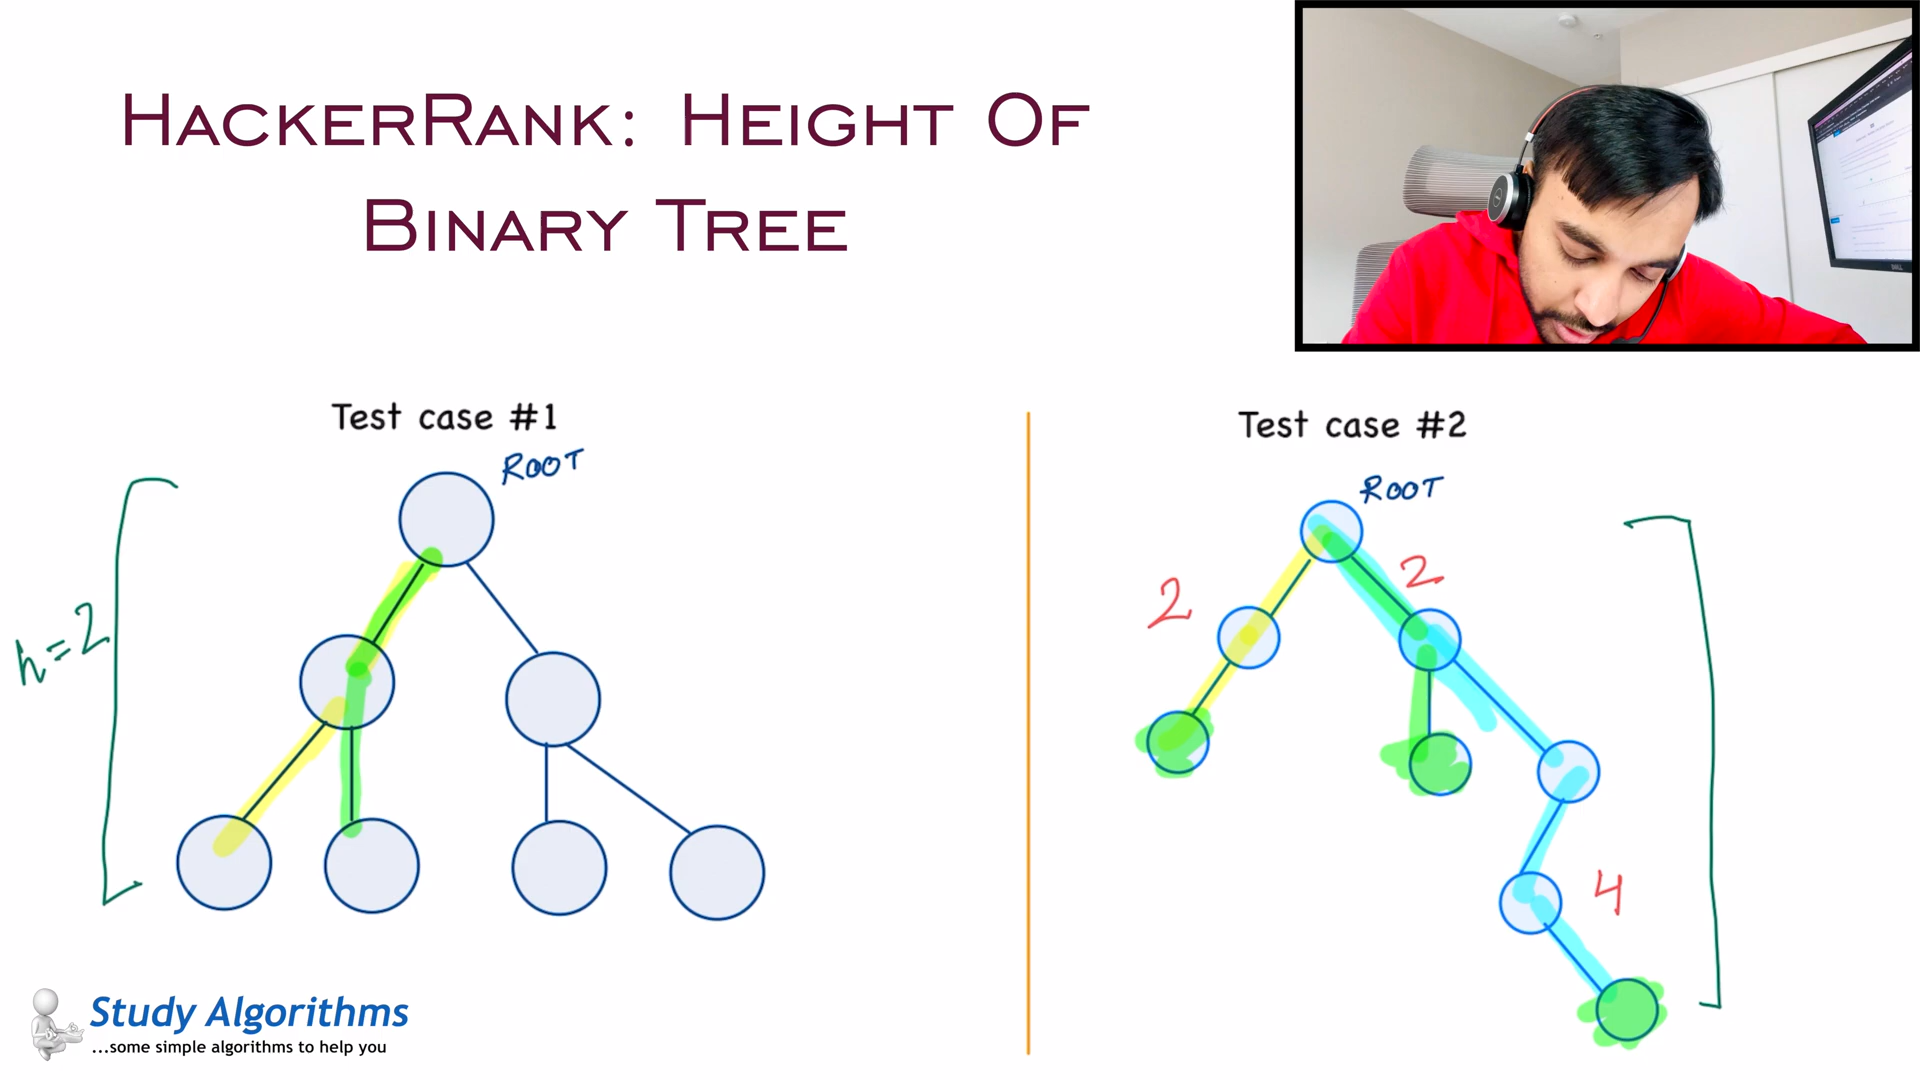 HackerRank: Height Of
Binary Tree
Test case #1
ROOT
h=2
Test case #2
ROOT
2
2
4
Study Algorithms
...some simple algorithms to help you